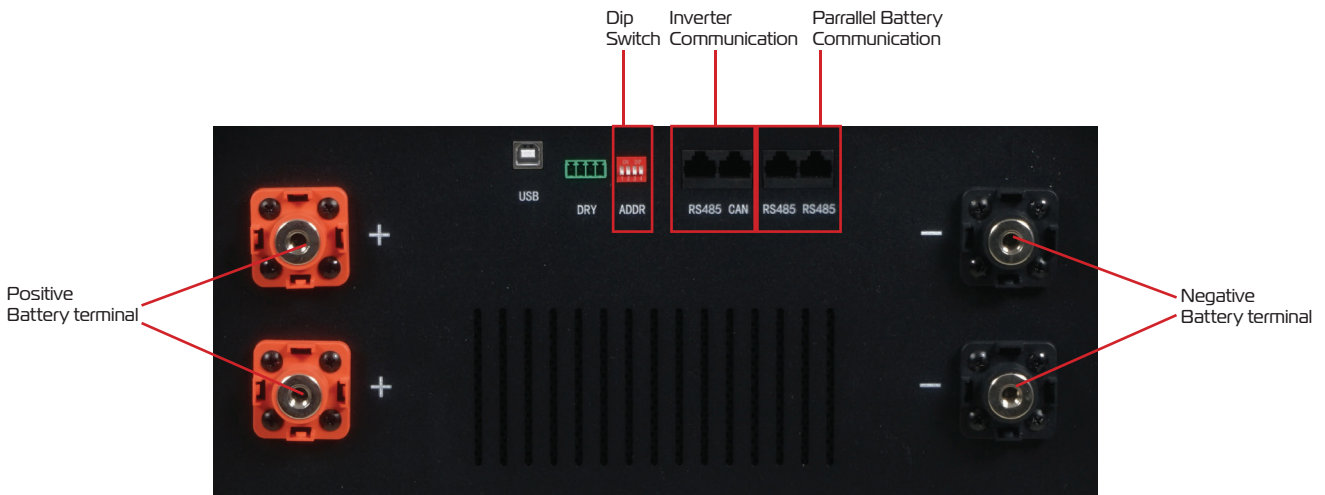 Dip
Switch
Inverter
Communication
Parrallel Battery
Communication
USB
DRY
ADDR
RS485 CAN
RS485 RS485
+
−
Positive
Battery terminal
Negative
Battery terminal
+
−